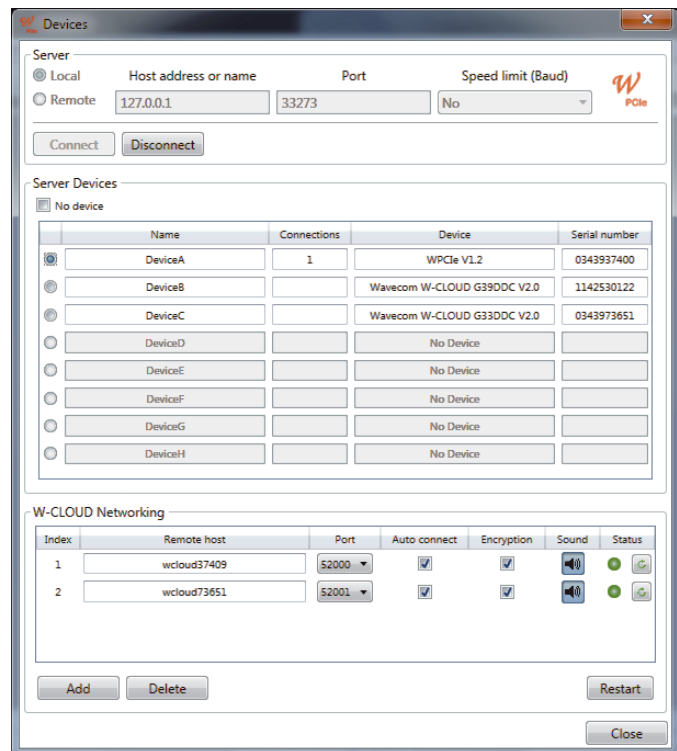 W PCIe Devices x
Server
Local Host address or name Port Speed limit (Baud) W
Remote 127.0.0.1 33273 No PCIe
Connect Disconnect
Server Devices
No device
Name Connections Device Serial number
DeviceA 1 WPCIe V1.2 0343937400
DeviceB Wavecom W-CLOUD G39DDC V2.0 1142530122
DeviceC Wavecom W-CLOUD G33DDC V2.0 0343973651
DeviceD No Device
DeviceE No Device
DeviceF No Device
DeviceG No Device
DeviceH No Device
W-CLOUD Networking
Index Remote host Port Auto connect Encryption Sound Status
1 wcloud37409 52000
2 wcloud73651 52001
Add Delete Restart
Close